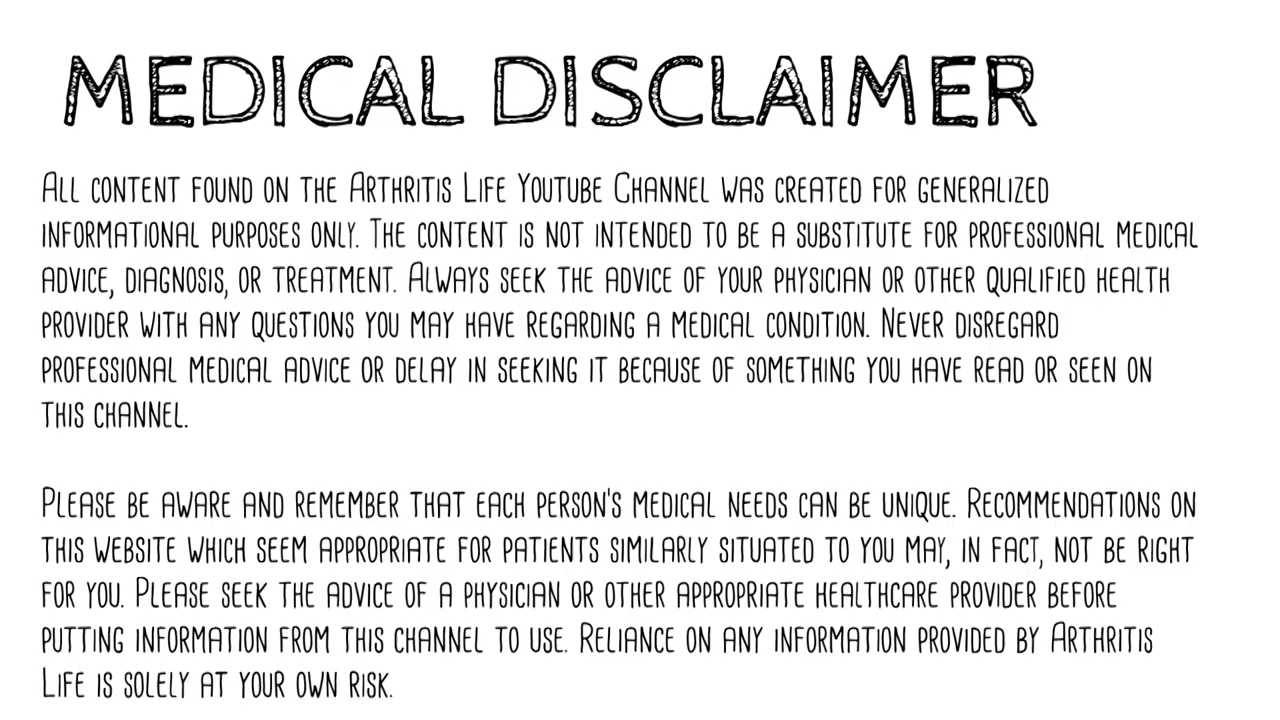 MEDICAL DISCLAIMER
All content found on the Arthritis Life Youtube Channel was created for generalized
informational purposes only. The content is not intended to be a substitute for professional medical
advice, diagnosis, or treatment. Always seek the advice of your physician or other qualified health
provider with any questions you may have regarding a medical condition. Never disregard
professional medical advice or delay in seeking it because of something you have read or seen on
this channel.
Please be aware and remember that each person's medical needs can be unique. Recommendations on
this website which seem appropriate for patients similarly situated to you may, in fact, not be right
for you. Please seek the advice of a physician or other appropriate healthcare provider before
putting information from this channel to use. Reliance on any information provided by Arthritis
Life is solely at your own risk.